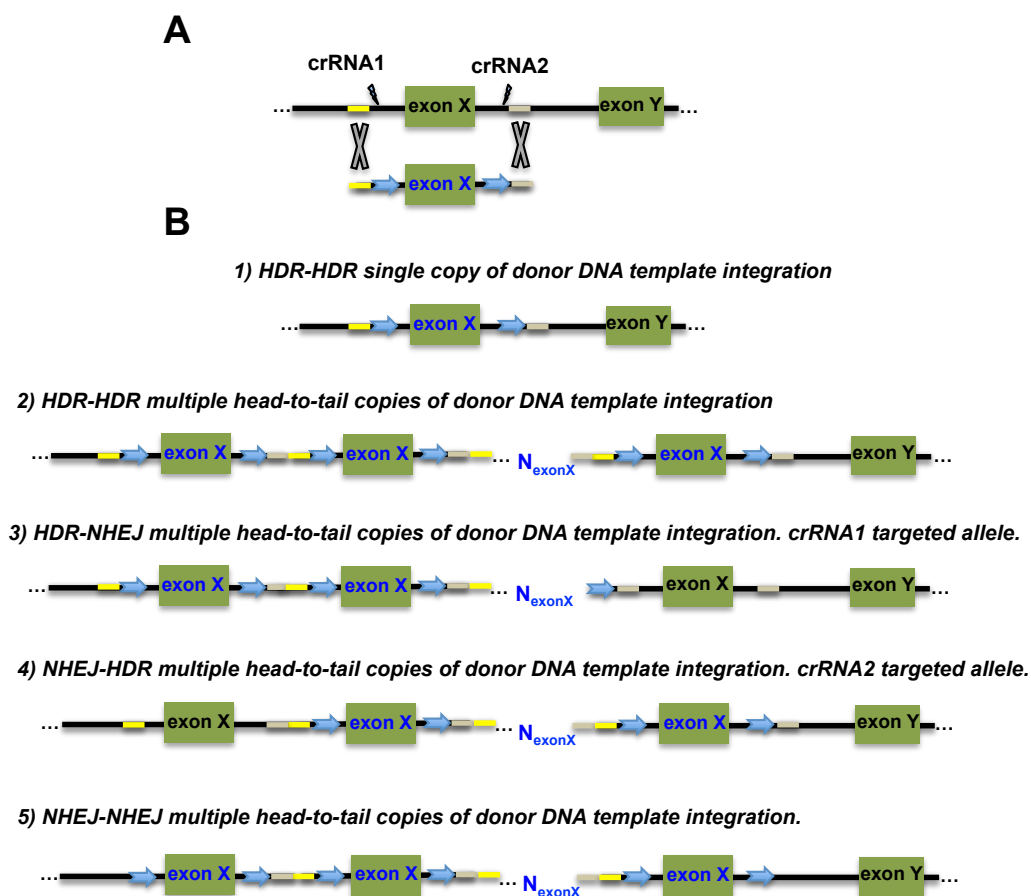 A
crRNA1 crRNA2
... exon X exon Y ...
exon X
B
1) HDR-HDR single copy of donor DNA template integration
... exon X exon Y ...
2) HDR-HDR multiple head-to-tail copies of donor DNA template integration
... exon X exon X ... NexonX exon X exon Y ...
3) HDR-NHEJ multiple head-to-tail copies of donor DNA template integration. crRNA1 targeted allele.
... exon X exon X ... NexonX exon X exon Y ...
4) NHEJ-HDR multiple head-to-tail copies of donor DNA template integration. crRNA2 targeted allele.
... exon X exon X ... NexonX exon X exon Y ...
5) NHEJ-NHEJ multiple head-to-tail copies of donor DNA template integration.
... exon X exon X ... NexonX exon X exon Y ...